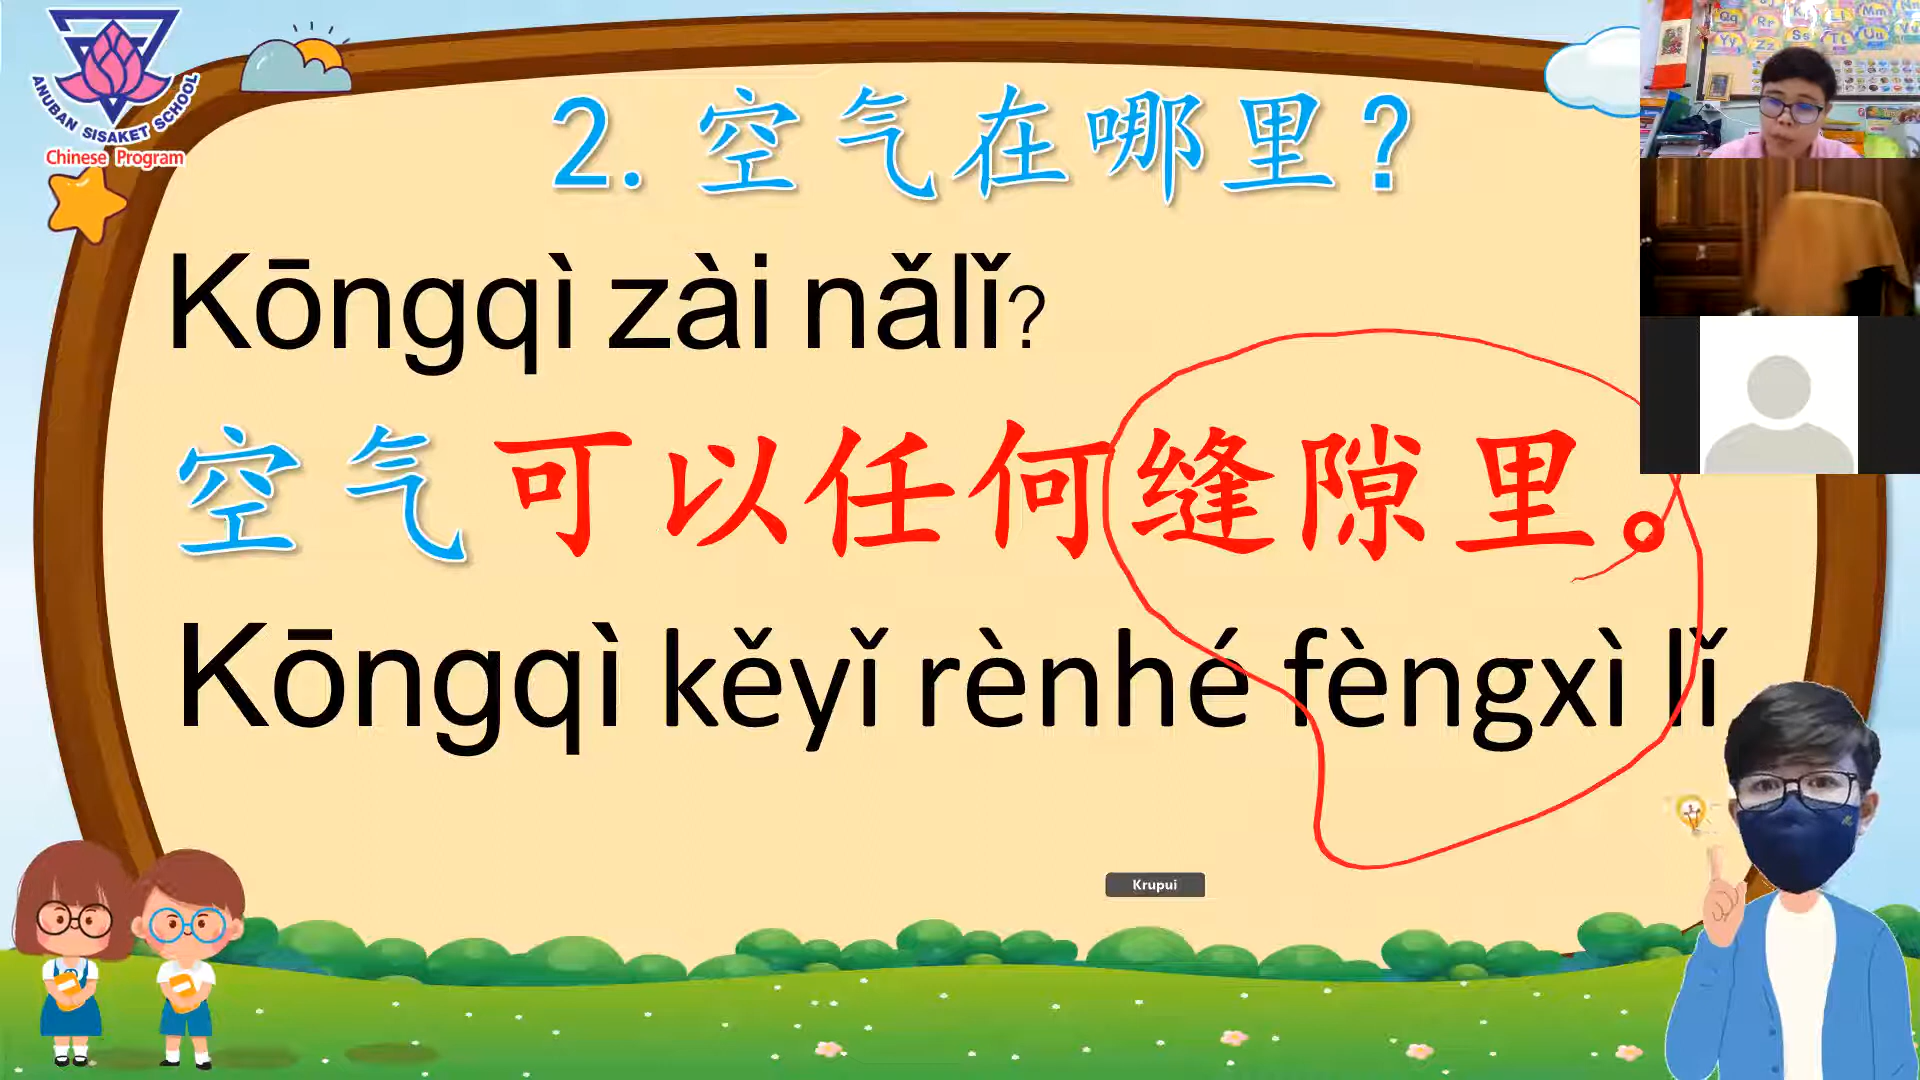 ANUBAN SISAKET SCHOOL
Chinese Program
2. 空气在哪里?
Kōngqì zài nǎlǐ?
空气可以任何缝隙里。
Kōngqì kěyǐ rènhé fèngxì lǐ
Krupui